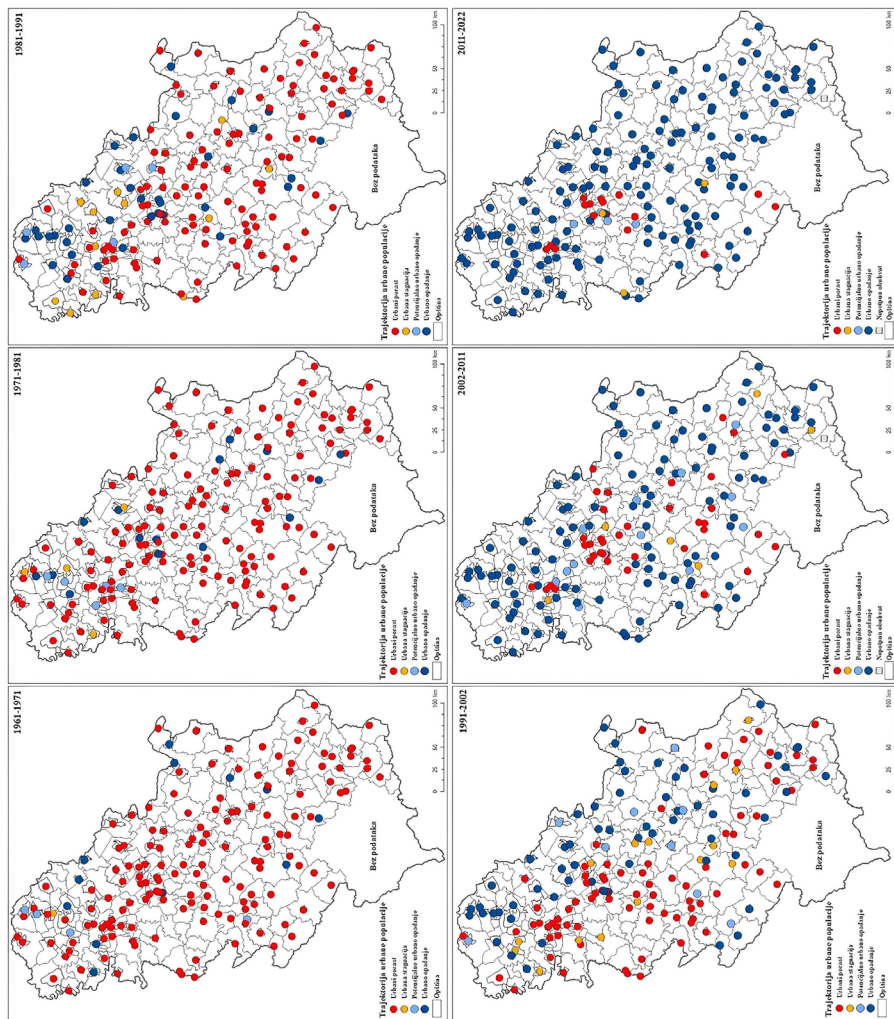 1961-1971
Bez podataka
Trajektorija urbane populacije
Urbani porast
Urbana stagnacija
Potencijalno urbano opadanje
Urbano opadanje
Opština
0 25 50 100 km
1971-1981
Bez podataka
Trajektorija urbane populacije
Urbani porast
Urbana stagnacija
Potencijalno urbano opadanje
Urbano opadanje
Opština
0 25 50 100 km
1981-1991
Bez podataka
Trajektorija urbane populacije
Urbani porast
Urbana stagnacija
Potencijalno urbano opadanje
Urbano opadanje
Opština
0 25 50 100 km
1991-2002
Bez podataka
Trajektorija urbane populacije
Urbani porast
Urbana stagnacija
Potencijalno urbano opadanje
Urbano opadanje
Opština
0 25 50 100 km
2002-2011
Bez podataka
Trajektorija urbane populacije
Urbani porast
Urbana stagnacija
Potencijalno urbano opadanje
Urbano opadanje
Nepotpun obuhvat
Opština
0 25 50 100 km
2011-2022
Bez podataka
Trajektorija urbane populacije
Urbani porast
Urbana stagnacija
Potencijalno urbano opadanje
Urbano opadanje
Nepotpun obuhvat
Opština
0 25 50 100 km